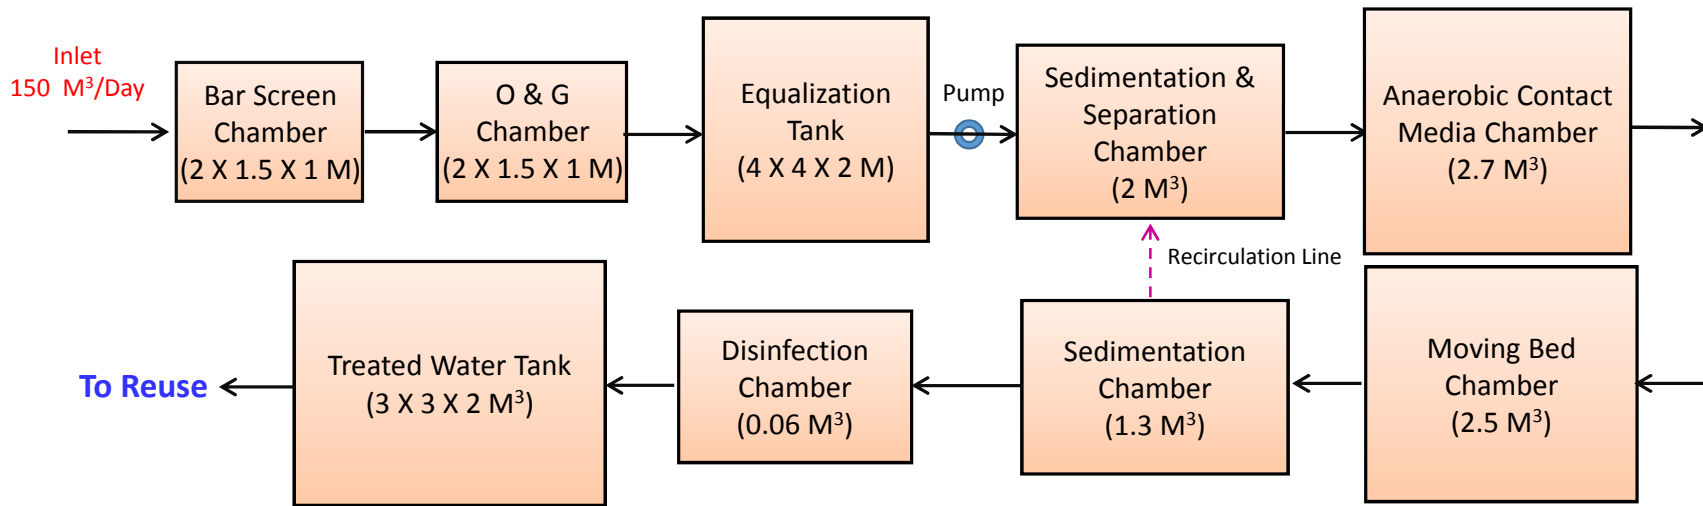 Inlet
150 M³/Day
Bar Screen
Chamber
(2 X 1.5 X 1 M)
O & G
Chamber
(2 X 1.5 X 1 M)
Equalization
Tank
(4 X 4 X 2 M)
Pump
Sedimentation &
Separation
Chamber
(2 M³)
Anaerobic Contact
Media Chamber
(2.7 M³)
Recirculation Line
Moving Bed
Chamber
(2.5 M³)
Sedimentation
Chamber
(1.3 M³)
Disinfection
Chamber
(0.06 M³)
Treated Water Tank
(3 X 3 X 2 M³)
To Reuse